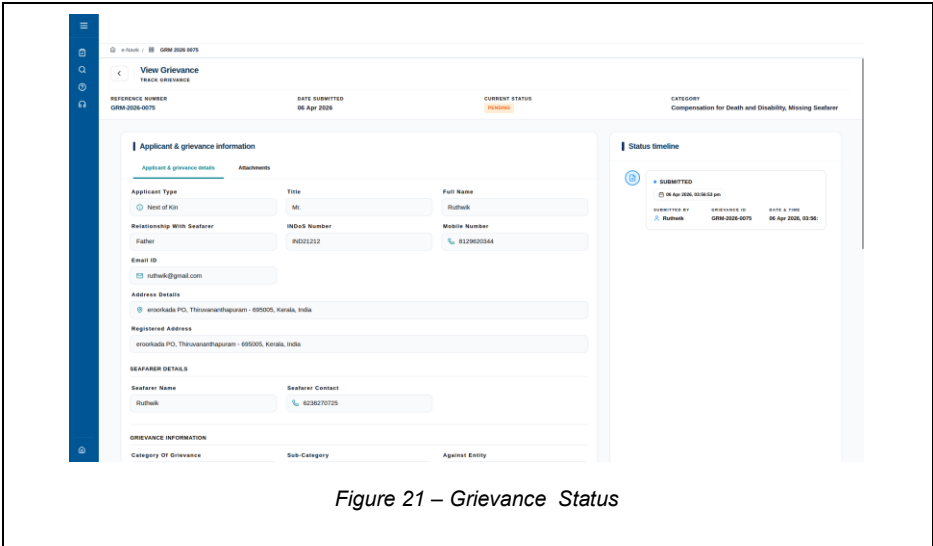 e-Navik / GRM-2026-0075
View Grievance
TRACK GRIEVANCE
REFERENCE NUMBER DATE SUBMITTED CURRENT STATUS CATEGORY
GRM-2026-0075 06 Apr 2026 PENDING Compensation for Death and Disability, Missing Seafarer
Applicant & grievance information
Applicant & grievance details Attachments
Applicant Type Title Full Name
Next of Kin Mr. Ruthwik
Relationship With Seafarer INDoS Number Mobile Number
Father IND21212 8129620344
Email ID
ruthwik@gmail.com
Address Details
eroorkada PO, Thiruvananthapuram - 695005, Kerala, India
Registered Address
eroorkada PO, Thiruvananthapuram - 695005, Kerala, India
SEAFARER DETAILS
Seafarer Name Seafarer Contact
Ruthwik 6238270725
GRIEVANCE INFORMATION
Category Of Grievance Sub-Category Against Entity
Status timeline
SUBMITTED
06 Apr 2026, 03:56:53 pm
SUBMITTED BY GRIEVANCE ID DATE & TIME
Ruthwik GRM-2026-0075 06 Apr 2026, 03:56:
Figure 21 – Grievance Status